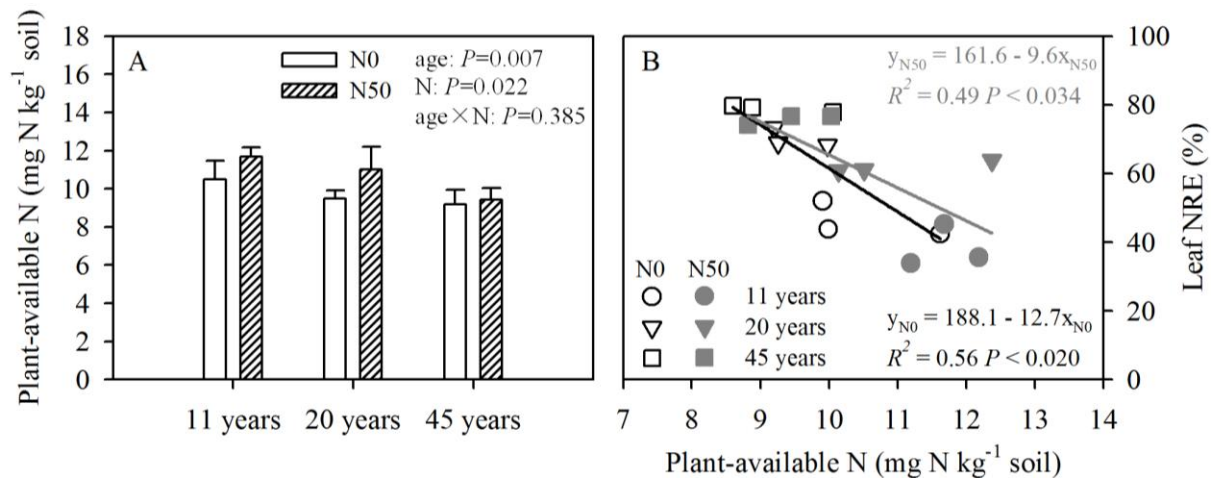 Plant-available N (mg N kg⁻¹ soil)
18
16
14
12
10
8
6
4
2
0
A
N0 age: P=0.007
N50 N: P=0.022
age×N: P=0.385
11 years 20 years 45 years
B
y_N50 = 161.6 - 9.6x_N50
R² = 0.49 P < 0.034
N0 N50
11 years
20 years
45 years
y_N0 = 188.1 - 12.7x_N0
R² = 0.56 P < 0.020
100
80
60
40
20
0
Leaf NRE (%)
7 8 9 10 11 12 13 14
Plant-available N (mg N kg⁻¹ soil)